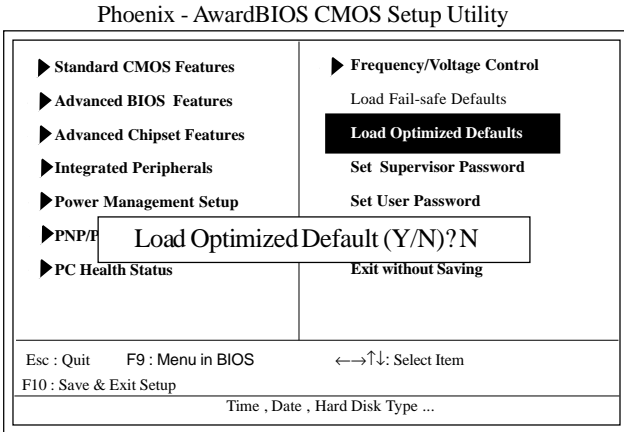 Phoenix - AwardBIOS CMOS Setup Utility
Standard CMOS Features
Advanced BIOS Features
Advanced Chipset Features
Integrated Peripherals
Power Management Setup
PNP/P
PC Health Status
Frequency/Voltage Control
Load Fail-safe Defaults
Load Optimized Defaults
Set Supervisor Password
Set User Password
Load Optimized Default (Y/N)? N
Exit without Saving
Esc : Quit F9 : Menu in BIOS ←→↑↓: Select Item
F10 : Save & Exit Setup
Time , Date , Hard Disk Type ...